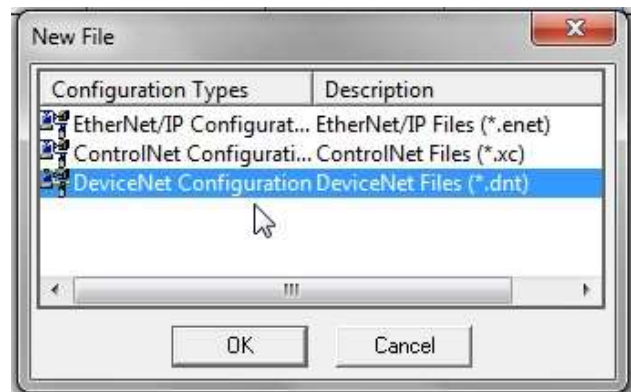 New File
Configuration Types Description
EtherNet/IP Configurat... EtherNet/IP Files (*.enet)
ControlNet Configurati... ControlNet Files (*.xc)
DeviceNet Configuration DeviceNet Files (*.dnt)
OK Cancel